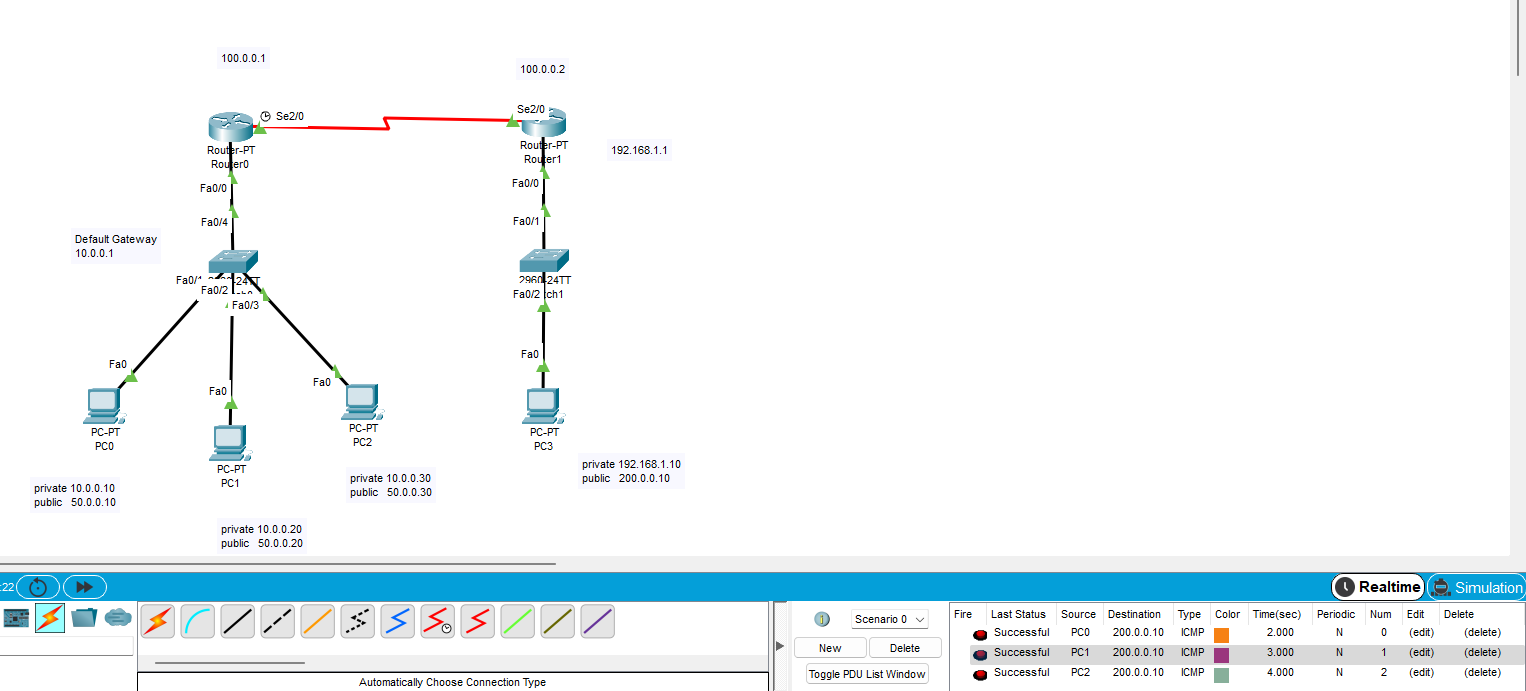 100.0.0.1
100.0.0.2
Se2/0
Se2/0
Router-PT
Router0
Router-PT
Router1
192.168.1.1
Fa0/0
Fa0/0
Fa0/4
Fa0/1
Default Gateway
10.0.0.1
Fa0/1
Fa0/2
Fa0/3
2960-24TT
Fa0/2
Fa0
Fa0
Fa0
Fa0
PC-PT
PC0
PC-PT
PC1
PC-PT
PC2
PC-PT
PC3
private 10.0.0.10
public 50.0.0.10
private 10.0.0.20
public 50.0.0.20
private 10.0.0.30
public 50.0.0.30
private 192.168.1.10
public 200.0.0.10
:22
Realtime
Simulation
Automatically Choose Connection Type
Scenario 0
New
Delete
Toggle PDU List Window
Fire Last Status Source Destination Type Color Time(sec) Periodic Num Edit Delete
Successful PC0 200.0.0.10 ICMP 2.000 N 0 (edit) (delete)
Successful PC1 200.0.0.10 ICMP 3.000 N 1 (edit) (delete)
Successful PC2 200.0.0.10 ICMP 4.000 N 2 (edit) (delete)